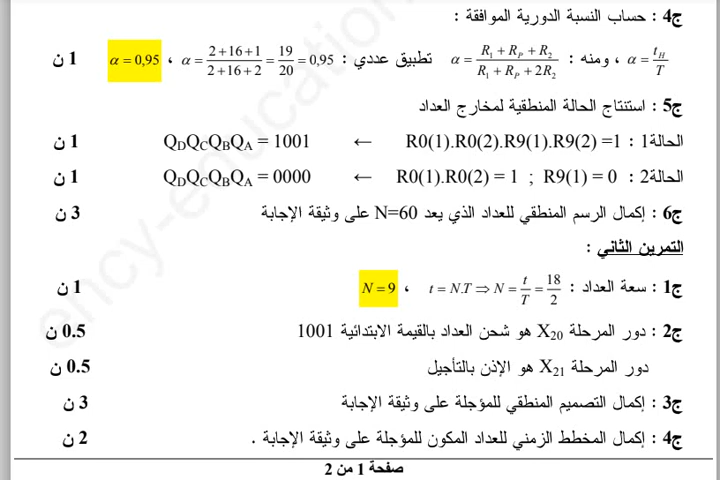 ج4 : حساب النسبة الدورية الموافقة :
α = t_H / T ، ومنه : α = (R₁ + R_P + R₂) / (R₁ + R_P + 2R₂) تطبيق عددي : α = (2+16+1) / (2+16+2) = 19/20 = 0,95 ، α = 0,95 1 ن
ج5 : استنتاج الحالة المنطقية لمخارج العداد
الحالة1 : R0(1).R0(2).R9(1).R9(2) =1 ← Q_DQ_CQ_BQ_A = 1001 1 ن
الحالة2 : R0(1).R0(2) = 1 ; R9(1) = 0 ← Q_DQ_CQ_BQ_A = 0000 1 ن
ج6 : إكمال الرسم المنطقي للعداد الذي يعد N=60 على وثيقة الإجابة 3 ن
التمرين الثاني :
ج1 : سعة العداد : t = N.T ⇒ N = t/T = 18/2 ، N = 9 1 ن
ج2 : دور المرحلة X₂₀ هو شحن العداد بالقيمة الابتدائية 1001 0.5 ن
دور المرحلة X₂₁ هو الإذن بالتأجيل 0.5 ن
ج3 : إكمال التصميم المنطقي للمؤجلة على وثيقة الإجابة 3 ن
ج4 : إكمال المخطط الزمني للعداد المكون للمؤجلة على وثيقة الإجابة . 2 ن
صفحة 1 من 2